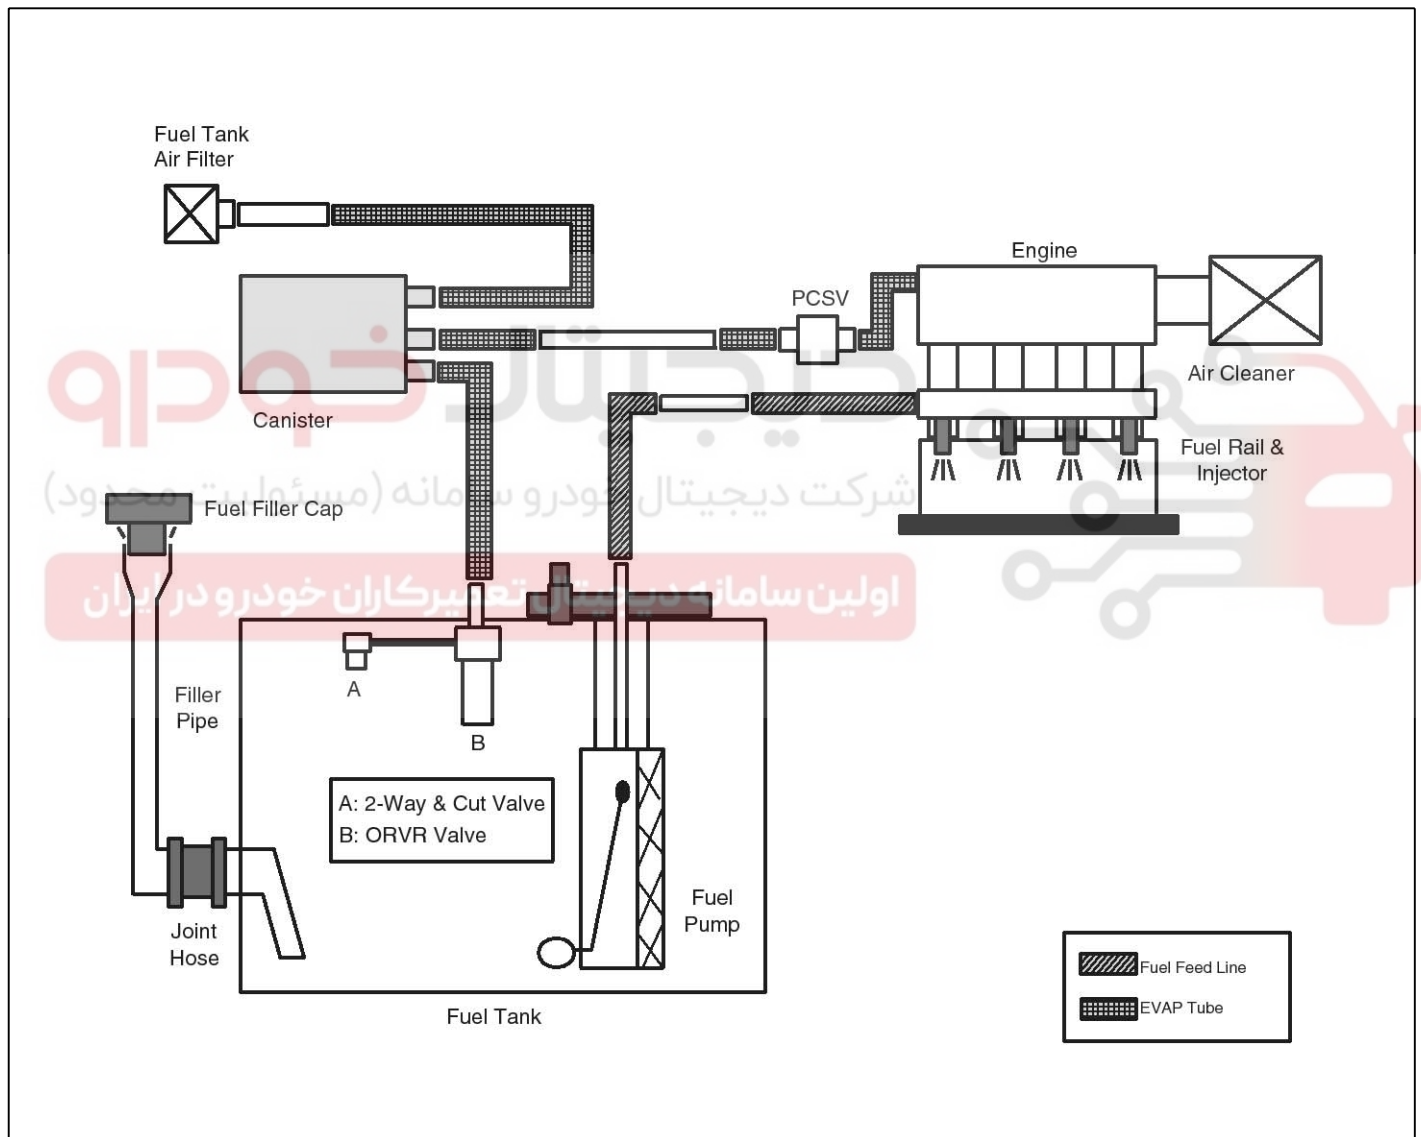 Fuel Tank
Air Filter
Engine
PCSV
Air Cleaner
دیجیتال خودرو
Canister
Fuel Rail &
Injector
شرکت دیجیتال خودرو سامانه (مسئولیت محدود)
Fuel Filler Cap
اولین سامانه دیجیتال تعمیرکاران خودرو در ایران
Filler
Pipe
A
B
A: 2-Way & Cut Valve
B: ORVR Valve
Fuel
Pump
Joint
Hose
Fuel Tank
Fuel Feed Line
EVAP Tube